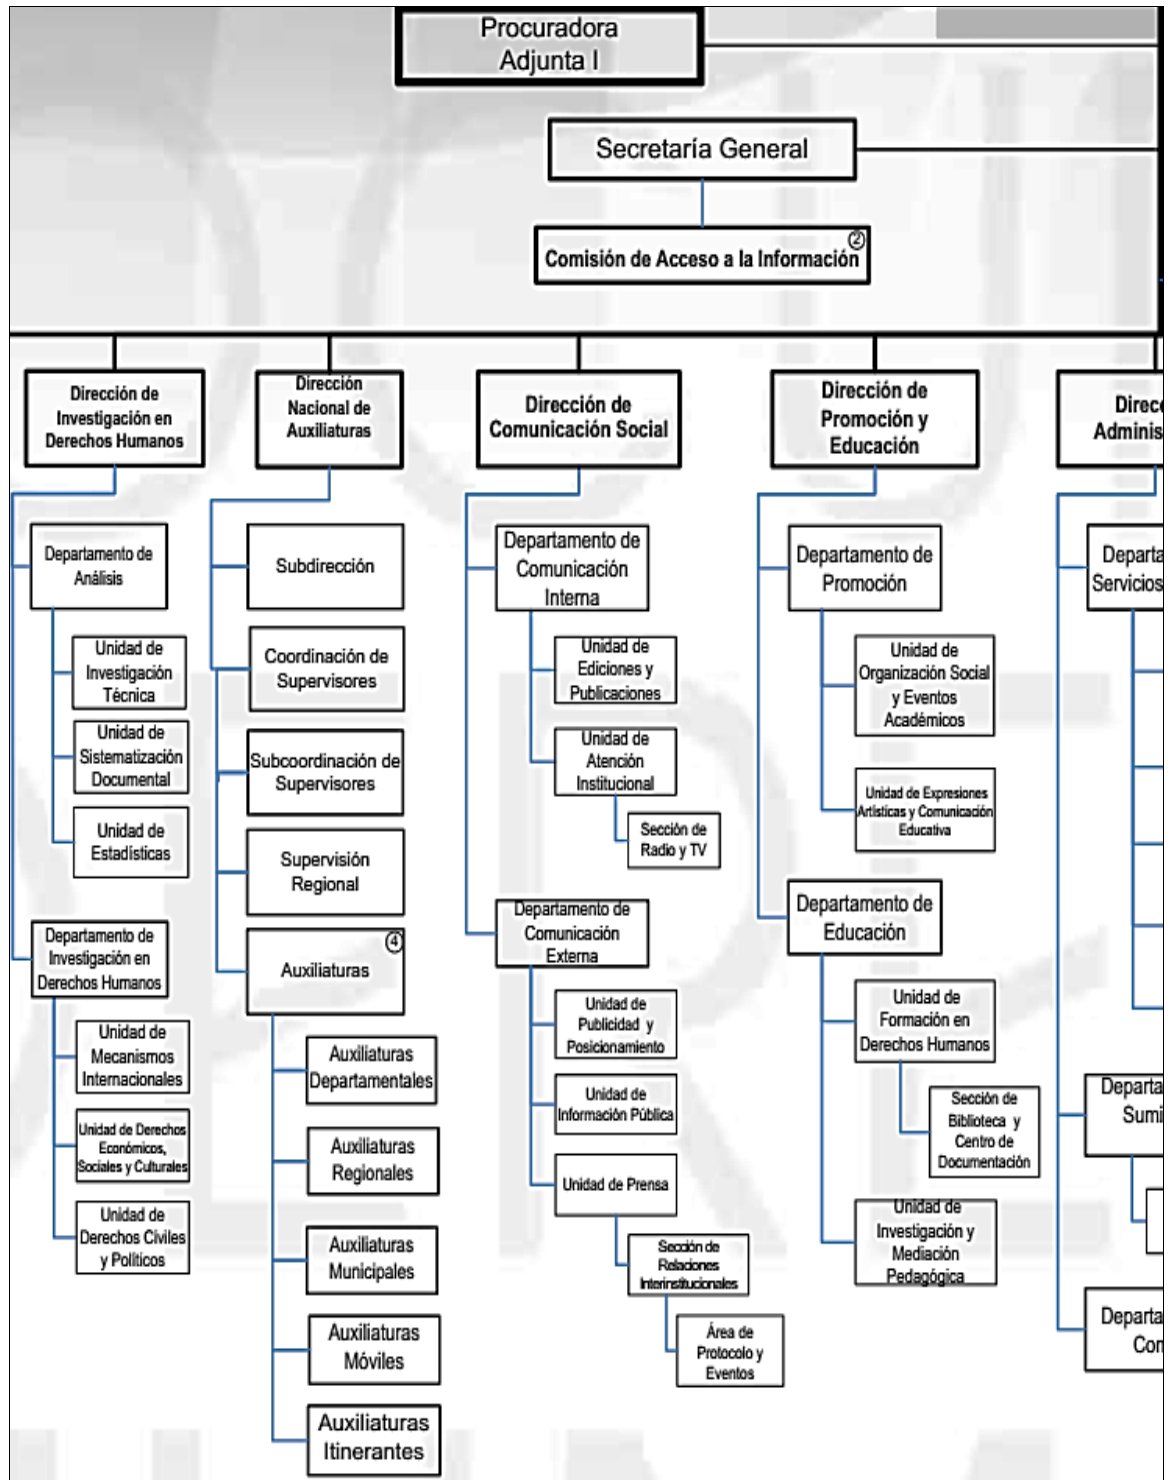 Procuradora
Adjunta I
Secretaría General
2
Comisión de Acceso a la Información
Dirección de
Investigación en
Derechos Humanos
Departamento de
Análisis
Unidad de
Investigación
Técnica
Unidad de
Sistematización
Documental
Unidad de
Estadísticas
Departamento de
Investigación en
Derechos Humanos
Unidad de
Mecanismos
Internacionales
Unidad de Derechos
Económicos,
Sociales y Culturales
Unidad de
Derechos Civiles
y Políticos
Dirección
Nacional de
Auxiliaturas
Subdirección
Coordinación de
Supervisores
Subcoordinación de
Supervisores
Supervisión
Regional
4
Auxiliaturas
Auxiliaturas
Departamentales
Auxiliaturas
Regionales
Auxiliaturas
Municipales
Auxiliaturas
Móviles
Auxiliaturas
Itinerantes
Dirección de
Comunicación Social
Departamento de
Comunicación
Interna
Unidad de
Ediciones y
Publicaciones
Unidad de
Atención
Institucional
Sección de
Radio y TV
Departamento de
Comunicación
Externa
Unidad de
Publicidad y
Posicionamiento
Unidad de
Información Pública
Unidad de Prensa
Sección de
Relaciones
Interinstitucionales
Área de
Protocolo y
Eventos
Dirección de
Promoción y
Educación
Departamento de
Promoción
Unidad de
Organización Social
y Eventos
Académicos
Unidad de Expresiones
Artísticas y Comunicación
Educativa
Departamento de
Educación
Unidad de
Formación en
Derechos Humanos
Sección de
Biblioteca y
Centro de
Documentación
Unidad de
Investigación y
Mediación
Pedagógica
Direc
Adminis
Departa
Servicios
Departa
Sumi
Departa
Con